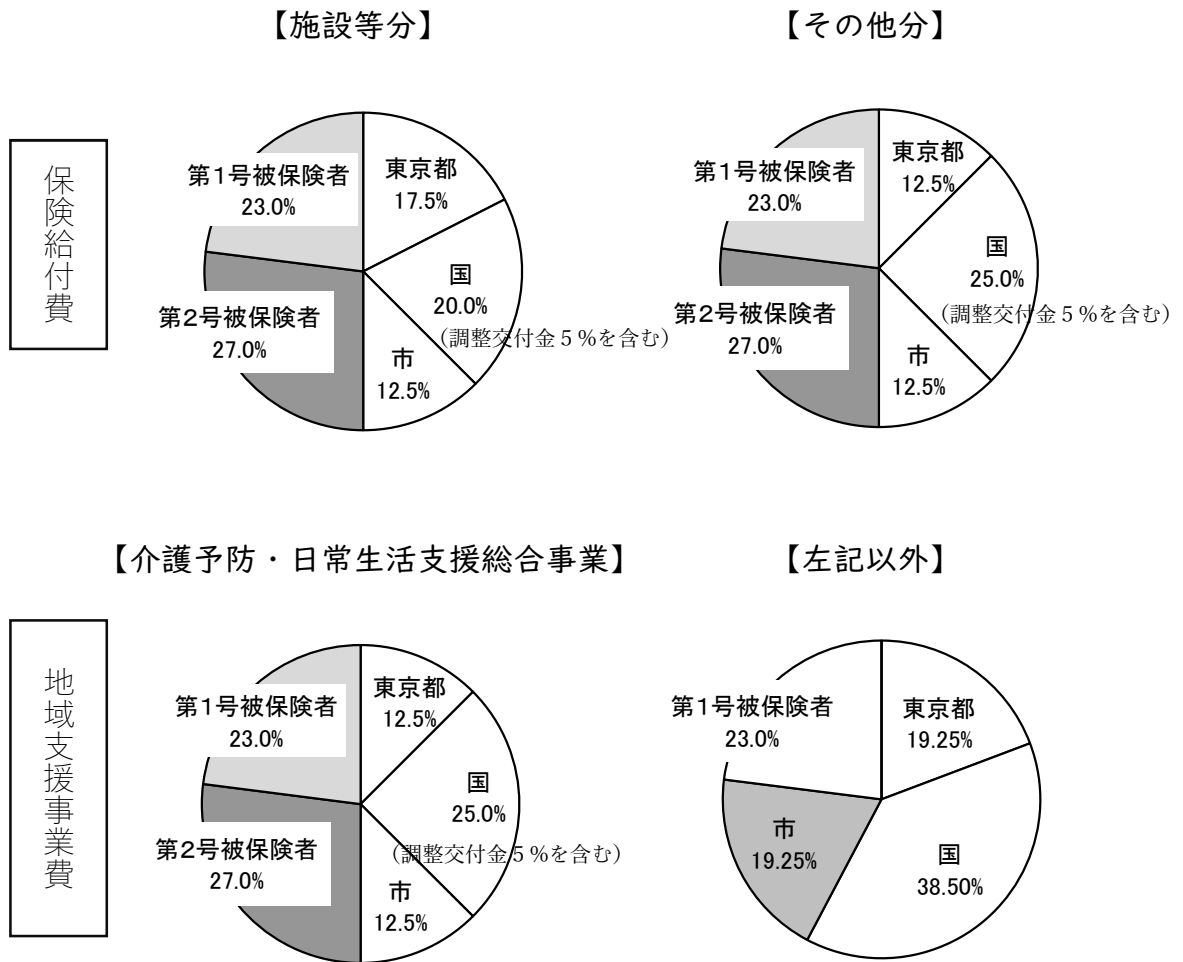 【施設等分】
【その他分】
保険給付費
東京都
17.5%
国
20.0%
（調整交付金５％を含む）
市
12.5%
第2号被保険者
27.0%
第1号被保険者
23.0%
東京都
12.5%
国
25.0%
（調整交付金５％を含む）
市
12.5%
第2号被保険者
27.0%
第1号被保険者
23.0%
【介護予防・日常生活支援総合事業】
【左記以外】
地域支援事業費
東京都
12.5%
国
25.0%
（調整交付金５％を含む）
市
12.5%
第2号被保険者
27.0%
第1号被保険者
23.0%
東京都
19.25%
国
38.50%
市
19.25%
第1号被保険者
23.0%